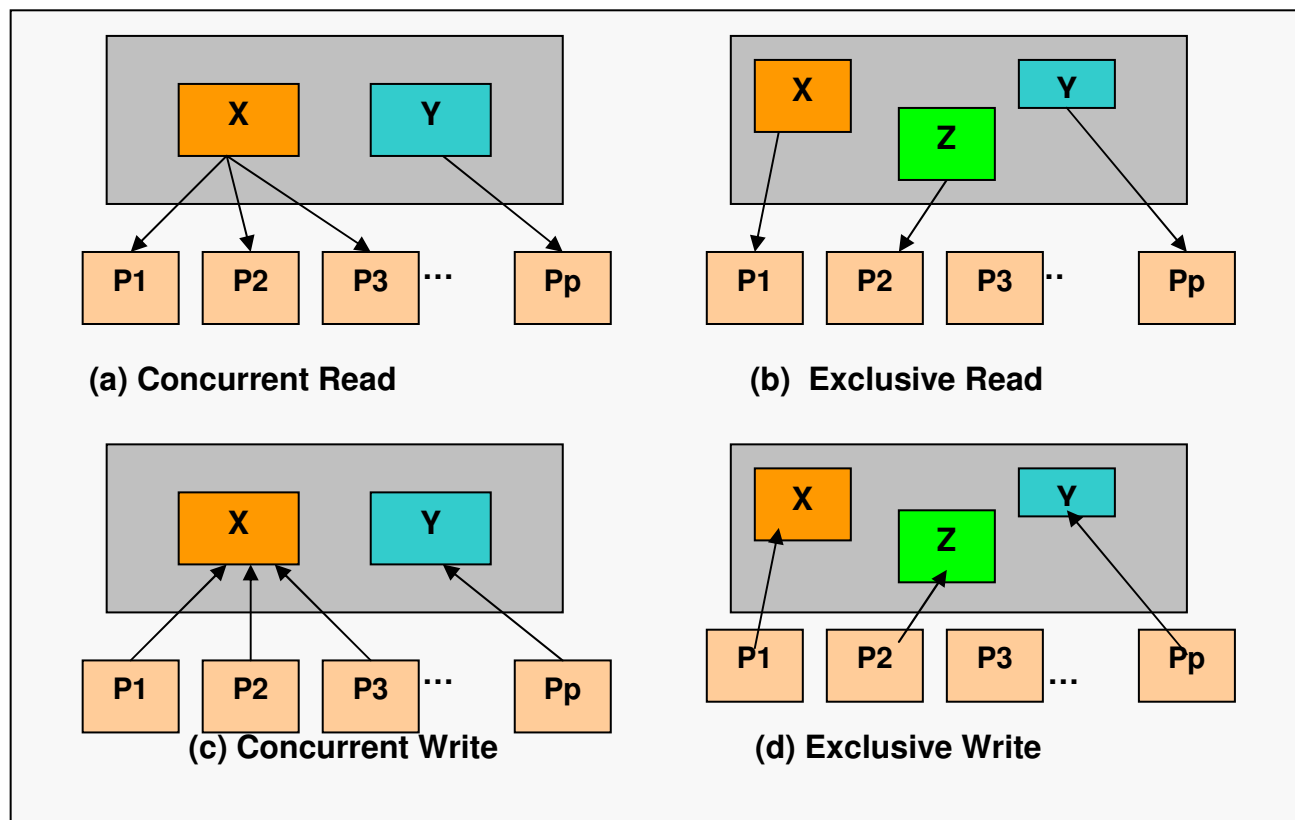 X Y
P1 P2 P3 ... Pp
(a) Concurrent Read
X Z Y
P1 P2 P3 .. Pp
(b) Exclusive Read
X Y
P1 P2 P3 ... Pp
(c) Concurrent Write
X Z Y
P1 P2 P3 ... Pp
(d) Exclusive Write